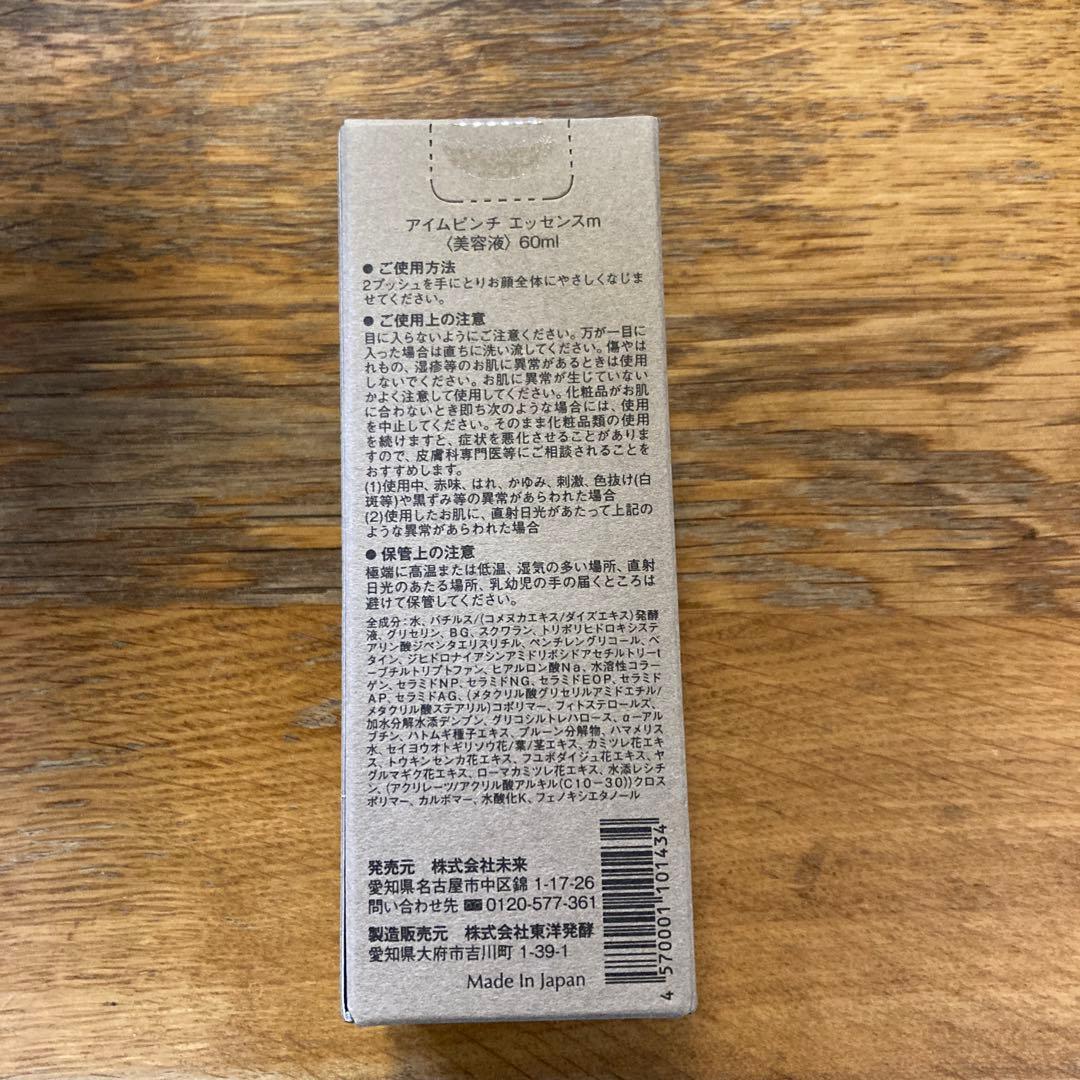 アイムピンチ エッセンスm
〈美容液〉60ml
● ご使用方法
2プッシュを手にとりお顔全体にやさしくなじま
せてください。
● ご使用上の注意
目に入らないようにご注意ください。万が一目に
入った場合は直ちに洗い流してください。傷やは
れもの、湿疹等のお肌に異常があるときは使用
しないでください。お肌に異常が生じていない
かよく注意して使用してください。化粧品がお肌
に合わないとき即ち次のような場合には、使用
を中止してください。そのまま化粧品類の使用
を続けますと、症状を悪化させることがありま
すので、皮膚科専門医等にご相談されることを
おすすめします。
(1)使用中、赤味、はれ、かゆみ、刺激、色抜け(白
斑等)や黒ずみ等の異常があらわれた場合
(2)使用したお肌に、直射日光があたって上記の
ような異常があらわれた場合
● 保管上の注意
極端に高温または低温、湿気の多い場所、直射
日光のあたる場所、乳幼児の手の届くところは
避けて保管してください。
全成分:水、バチルス/(コメヌカエキス/ダイズエキス)発酵
液、グリセリン、BG、スクワラン、トリポリヒドロキシステ
アリン酸ジペンタエリスリチル、ペンチレングリコール、ベ
タイン、ジヒドロナイアシンアミドリボシドアセチルトリーt
ーブチルトリプトファン、ヒアルロン酸Na、水溶性コラー
ゲン、セラミドNP、セラミドNG、セラミドEOP、セラミド
AP、セラミドAG、(メタクリル酸グリセリルアミドエチル/
メタクリル酸ステアリル)コポリマー、フィトステロールズ、
加水分解水添デンプン、グリコシルトレハロース、α-アル
ブチン、ハトムギ種子エキス、プルーン分解物、ハマメリス
水、セイヨウオトギリソウ花/葉/茎エキス、カミツレ花エキ
ス、トウキンセンカ花エキス、フユボダイジュ花エキス、ヤ
グルマギク花エキス、ローマカミツレ花エキス、水添レシチ
ン、(アクリレーツ/アクリル酸アルキル(C10-30))クロス
ポリマー、カルボマー、水酸化K、フェノキシエタノール
発売元 株式会社未来
愛知県名古屋市中区錦 1-17-26
問い合わせ先 0120-577-361
製造販売元 株式会社東洋発酵
愛知県大府市吉川町 1-39-1
Made In Japan
4 570001 101434